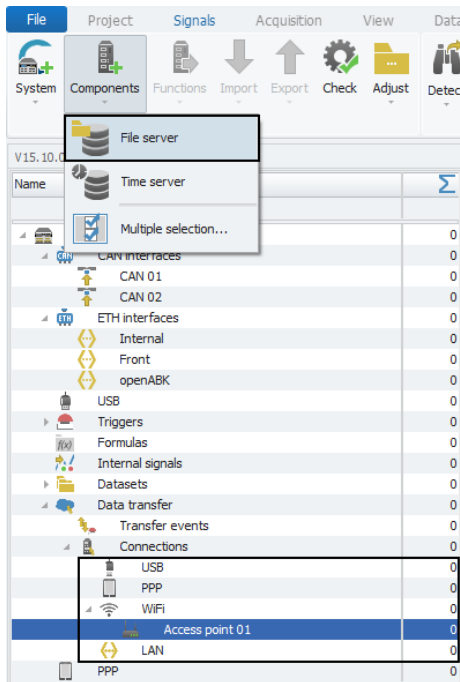 File Project Signals Acquisition View Data
System Components Functions Import Export Check Adjust Detec
File server
V15.10.0
Time server
Name Σ
Multiple selection...
0
CAN CAN interfaces 0
CAN 01 0
CAN 02 0
ETH ETH interfaces 0
Internal 0
Front 0
openABK 0
USB 0
Triggers 0
f(x) Formulas 0
Internal signals 0
Datasets 0
Data transfer 0
Transfer events 0
Connections 0
USB 0
PPP 0
WiFi 0
Access point 01 0
LAN 0
PPP 0